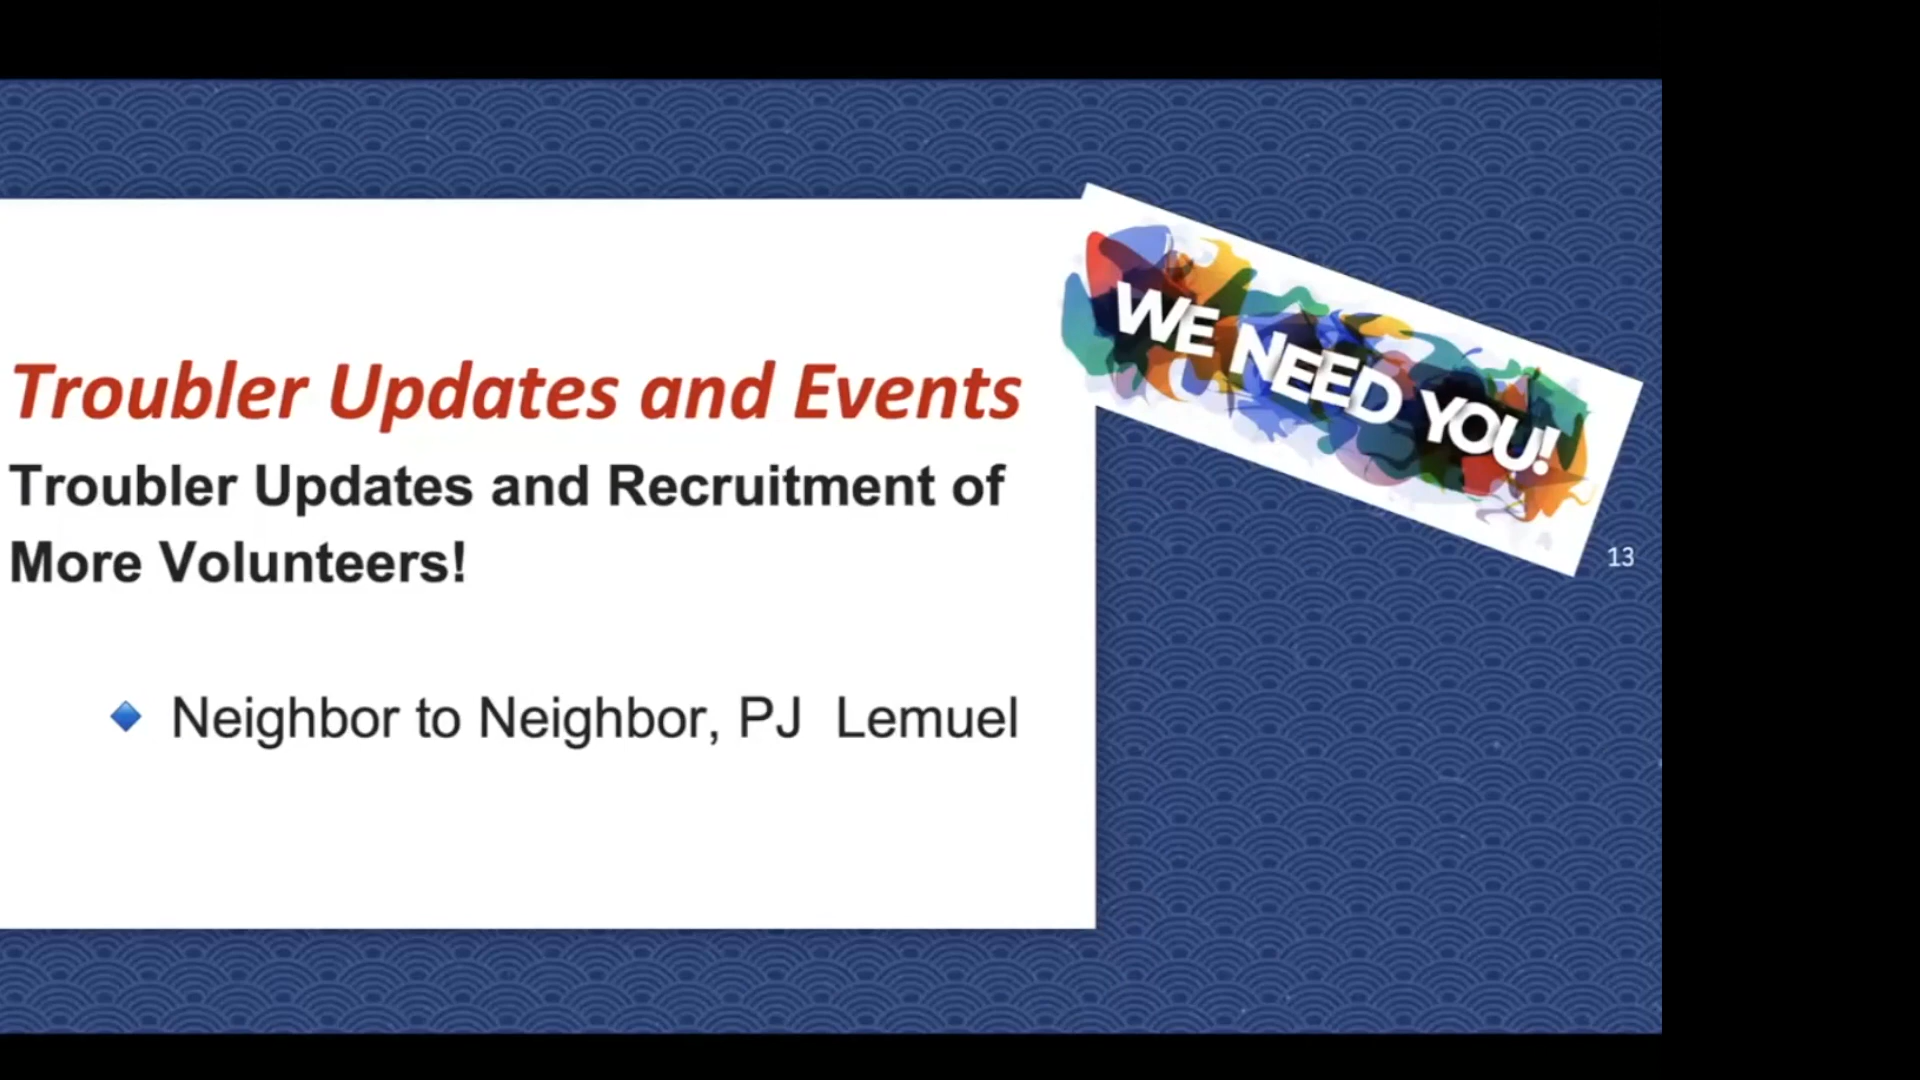 WE NEED YOU!
Troubler Updates and Events
Troubler Updates and Recruitment of
More Volunteers!
13
Neighbor to Neighbor, PJ  Lemuel